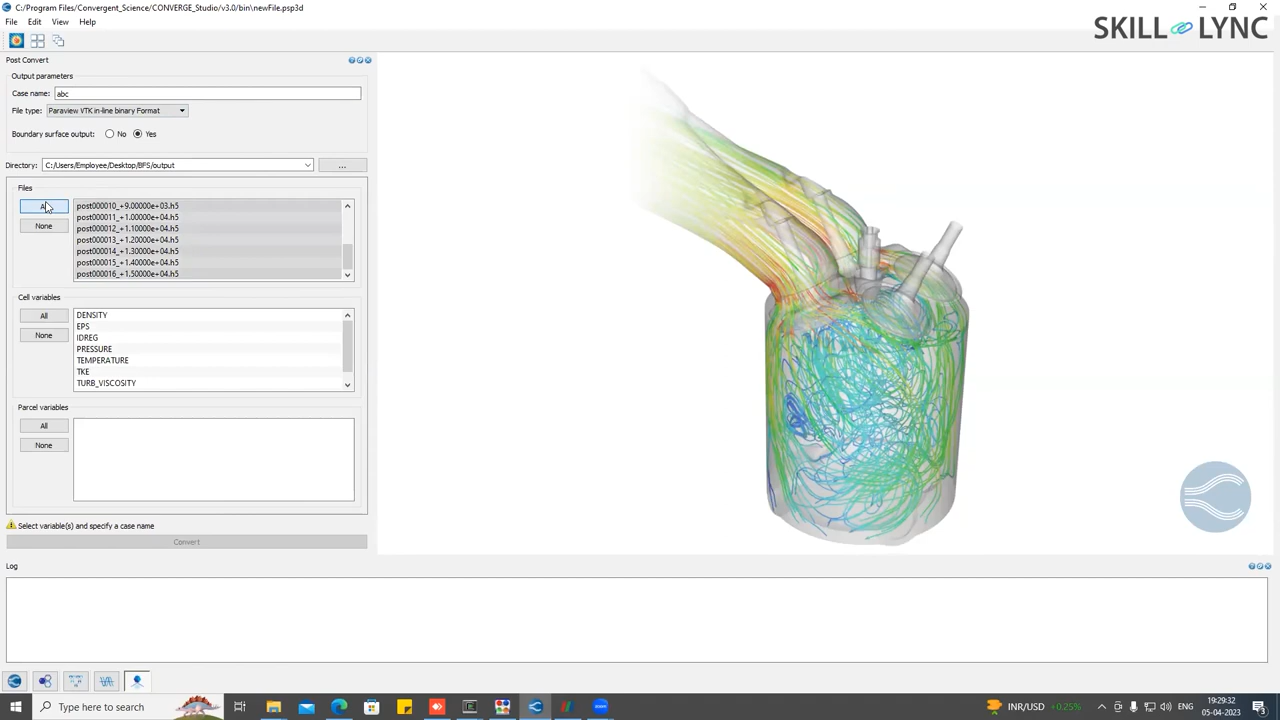 C:/Program Files/Convergent_Science/CONVERGE_Studio/v3.0/bin\newFile.psp3d
File Edit View Help
SKILL LYNC
Post Convert
Output parameters
Case name: abc
File type: Paraview VTK in-line binary Format
Boundary surface output: No Yes
Directory: C:/Users/Employee/Desktop/BFS/output ...
Files
None
post000010_+9.00000e+03.h5
post000011_+1.00000e+04.h5
post000012_+1.10000e+04.h5
post000013_+1.20000e+04.h5
post000014_+1.30000e+04.h5
post000015_+1.40000e+04.h5
post000016_+1.50000e+04.h5
Cell variables
All
None
DENSITY
EPS
IDREG
PRESSURE
TEMPERATURE
TKE
TURB_VISCOSITY
Parcel variables
All
None
Select variable(s) and specify a case name
Convert
Log
Type here to search
INR/USD +0.25%
ENG
19:29:32
05-04-2023